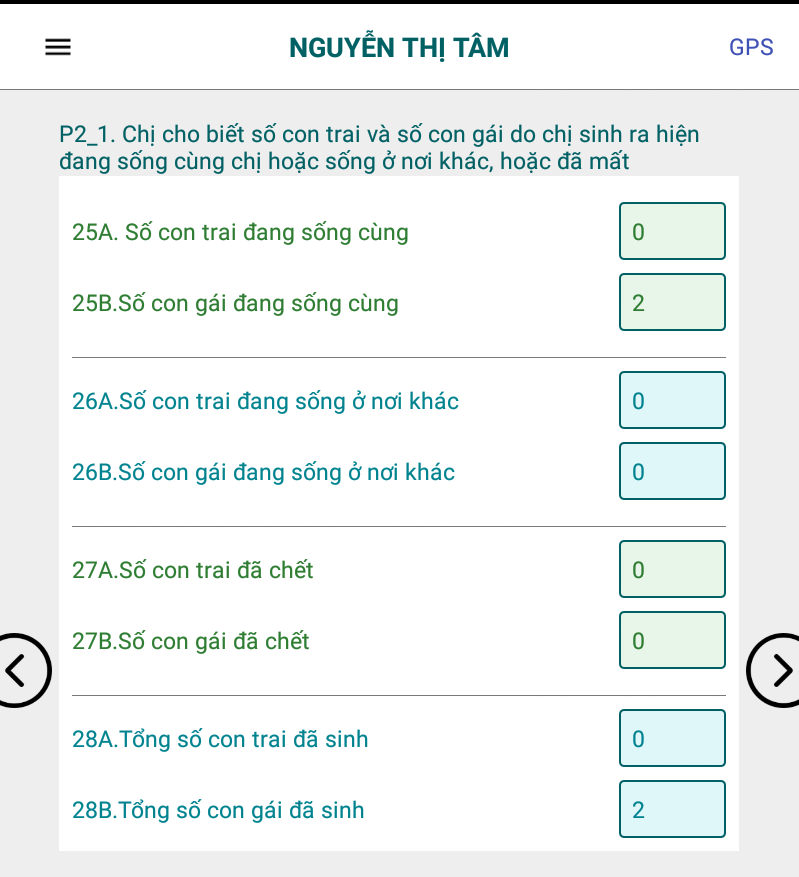 NGUYỄN THỊ TÂM
GPS
P2_1. Chị cho biết số con trai và số con gái do chị sinh ra hiện
đang sống cùng chị hoặc sống ở nơi khác, hoặc đã mất
25A. Số con trai đang sống cùng
0
25B.Số con gái đang sống cùng
2
26A.Số con trai đang sống ở nơi khác
0
26B.Số con gái đang sống ở nơi khác
0
27A.Số con trai đã chết
0
27B.Số con gái đã chết
0
28A.Tổng số con trai đã sinh
0
28B.Tổng số con gái đã sinh
2